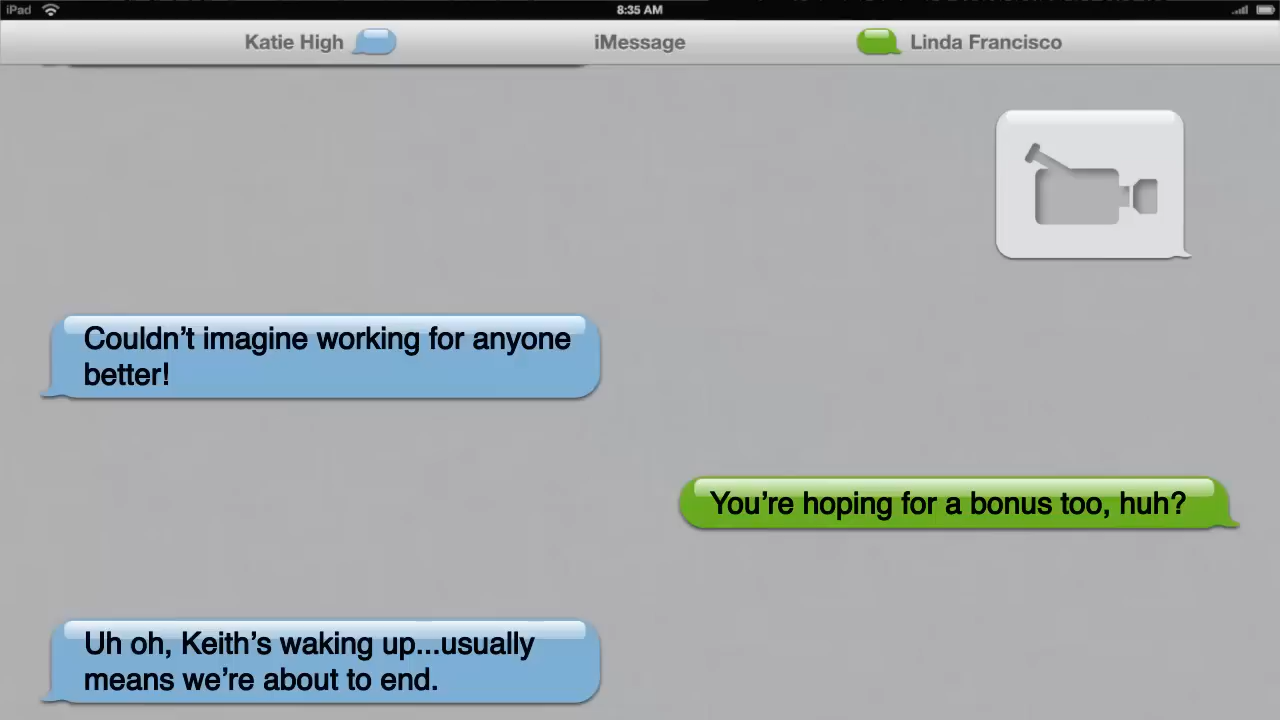 iPad 8:35 AM
Katie High iMessage Linda Francisco
Couldn’t imagine working for anyone
better!
You’re hoping for a bonus too, huh?
Uh oh, Keith’s waking up...usually
means we’re about to end.